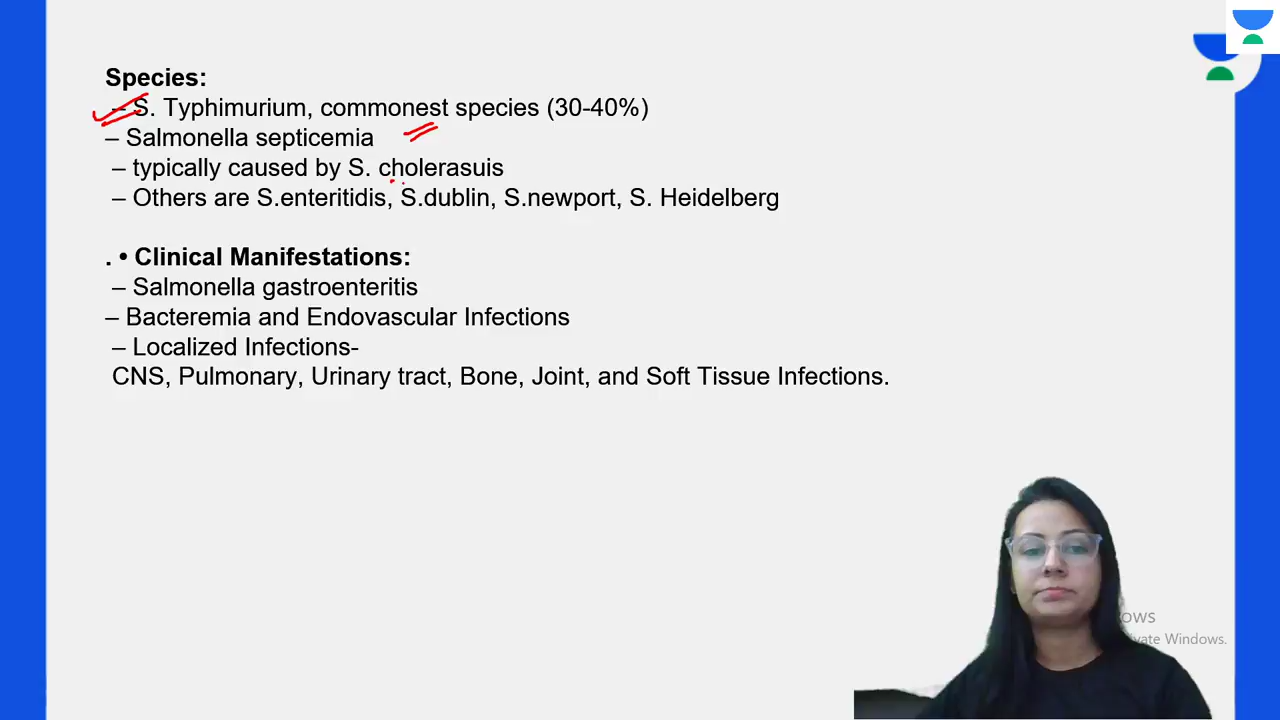 Species:
– S. Typhimurium, commonest species (30-40%)
– Salmonella septicemia
– typically caused by S. cholerasuis
– Others are S.enteritidis, S.dublin, S.newport, S. Heidelberg
. • Clinical Manifestations:
– Salmonella gastroenteritis
– Bacteremia and Endovascular Infections
– Localized Infections-
CNS, Pulmonary, Urinary tract, Bone, Joint, and Soft Tissue Infections.
Windows.